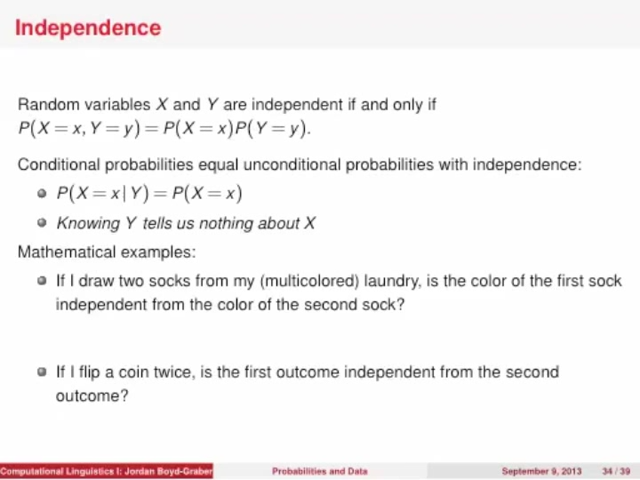 Independence
Random variables X and Y are independent if and only if
P(X = x, Y = y) = P(X = x)P(Y = y).
Conditional probabilities equal unconditional probabilities with independence:
P(X = x | Y) = P(X = x)
Knowing Y tells us nothing about X
Mathematical examples:
If I draw two socks from my (multicolored) laundry, is the color of the first sock
independent from the color of the second sock?
If I flip a coin twice, is the first outcome independent from the second
outcome?
Computational Linguistics I: Jordan Boyd-Graber Probabilities and Data September 9, 2013 34 / 39